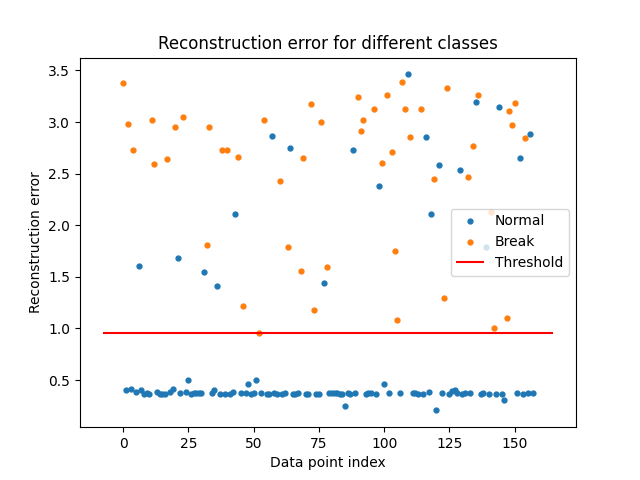 Reconstruction error for different classes
Reconstruction error
3.5
3.0
2.5
2.0
1.5
1.0
0.5
Normal
Break
Threshold
0 25 50 75 100 125 150
Data point index